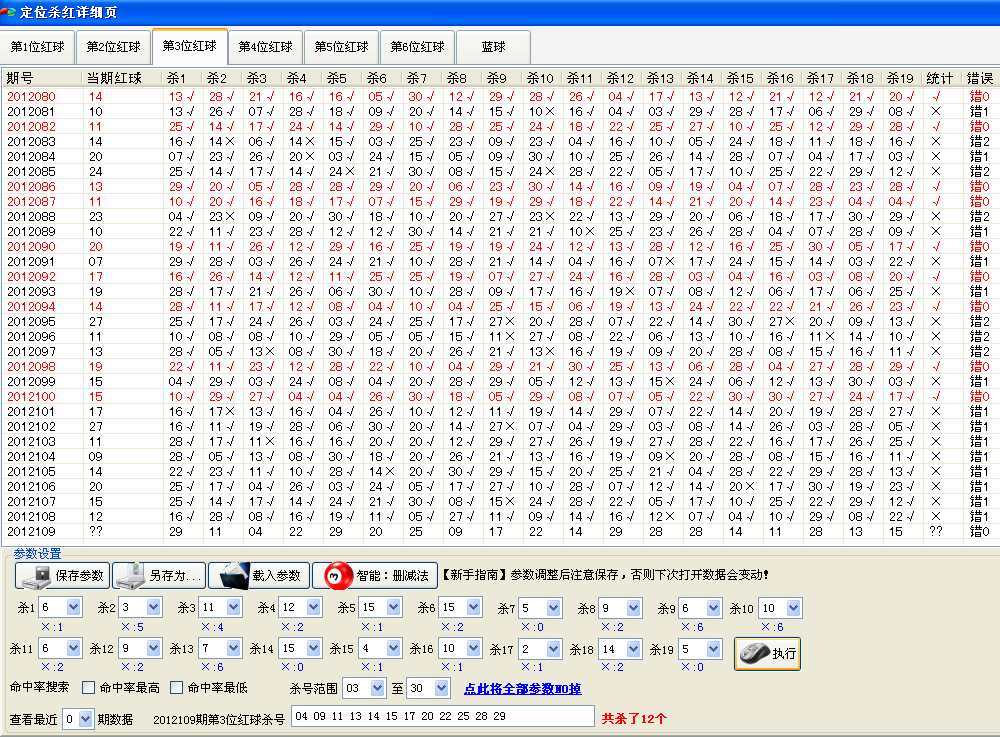 定位杀红详细页
第1位红球 第2位红球 第3位红球 第4位红球 第5位红球 第6位红球 蓝球
期号 当期红球 杀1 杀2 杀3 杀4 杀5 杀6 杀7 杀8 杀9 杀10 杀11 杀12 杀13 杀14 杀15 杀16 杀17 杀18 杀19 统计 错误
2012080 14 13√ 28√ 21√ 16√ 16√ 05√ 30√ 12√ 29√ 28√ 26√ 04√ 17√ 13√ 12√ 21√ 12√ 21√ 20√ √ 错0
2012081 10 13√ 26√ 07√ 28√ 18√ 09√ 20√ 14√ 15√ 10× 16√ 04√ 03√ 29√ 28√ 17√ 06√ 29√ 08√ × 错1
2012082 11 25√ 14√ 17√ 24√ 14√ 29√ 10√ 28√ 25√ 24√ 18√ 22√ 25√ 27√ 10√ 25√ 12√ 29√ 28√ √ 错0
2012083 14 16√ 14× 06√ 14× 15√ 03√ 25√ 23√ 09√ 23√ 04√ 16√ 10√ 05√ 24√ 18√ 11√ 18√ 16√ × 错2
2012084 20 07√ 23√ 26√ 20× 03√ 24√ 15√ 05√ 09√ 30√ 10√ 25√ 26√ 14√ 28√ 07√ 04√ 17√ 03√ × 错1
2012085 24 25√ 14√ 17√ 14√ 24× 21√ 30√ 08√ 15√ 24× 28√ 22√ 05√ 17√ 10√ 25√ 22√ 29√ 12√ × 错2
2012086 13 29√ 20√ 05√ 28√ 28√ 29√ 20√ 06√ 23√ 30√ 14√ 16√ 09√ 19√ 04√ 07√ 28√ 23√ 28√ √ 错0
2012087 11 10√ 20√ 16√ 18√ 17√ 07√ 15√ 29√ 19√ 29√ 18√ 22√ 14√ 21√ 20√ 14√ 23√ 04√ 04√ √ 错0
2012088 23 04√ 23× 09√ 20√ 30√ 18√ 10√ 20√ 27√ 23× 22√ 13√ 29√ 20√ 06√ 18√ 17√ 30√ 29√ × 错2
2012089 10 22√ 11√ 23√ 28√ 12√ 12√ 30√ 14√ 21√ 21√ 10× 25√ 23√ 26√ 28√ 04√ 07√ 28√ 09√ × 错1
2012090 20 19√ 11√ 26√ 12√ 29√ 16√ 25√ 19√ 19√ 24√ 12√ 13√ 28√ 12√ 16√ 25√ 30√ 05√ 17√ √ 错0
2012091 07 29√ 28√ 03√ 26√ 24√ 21√ 10√ 28√ 21√ 14√ 04√ 16√ 07× 17√ 24√ 15√ 14√ 03√ 22√ × 错1
2012092 17 16√ 26√ 14√ 12√ 11√ 25√ 25√ 19√ 07√ 27√ 24√ 16√ 28√ 03√ 04√ 16√ 03√ 08√ 20√ √ 错0
2012093 19 28√ 17√ 21√ 26√ 06√ 30√ 10√ 28√ 09√ 17√ 16√ 19× 07√ 08√ 12√ 06√ 17√ 06√ 25√ × 错1
2012094 14 28√ 11√ 17√ 12√ 08√ 04√ 10√ 04√ 25√ 15√ 06√ 19√ 13√ 24√ 22√ 22√ 21√ 26√ 23√ √ 错0
2012095 27 25√ 17√ 24√ 26√ 03√ 24√ 25√ 17√ 27× 20√ 28√ 07√ 22√ 14√ 30√ 27× 20√ 09√ 13√ × 错2
2012096 11 10√ 08√ 08√ 10√ 29√ 05√ 05√ 15√ 11× 27√ 08√ 22√ 06√ 13√ 10√ 16√ 11× 14√ 10√ × 错2
2012097 13 28√ 05√ 13× 08√ 30√ 18√ 20√ 26√ 21√ 13× 16√ 19√ 09√ 20√ 28√ 08√ 15√ 16√ 11√ × 错2
2012098 19 22√ 11√ 23√ 12√ 28√ 22√ 10√ 04√ 29√ 21√ 30√ 25√ 13√ 06√ 28√ 04√ 27√ 28√ 29√ √ 错0
2012099 15 04√ 29√ 03√ 24√ 08√ 04√ 20√ 28√ 29√ 05√ 12√ 13√ 15× 24√ 06√ 12√ 13√ 30√ 03√ × 错1
2012100 15 10√ 29√ 27√ 04√ 04√ 26√ 30√ 18√ 05√ 29√ 08√ 07√ 05√ 22√ 30√ 30√ 27√ 24√ 17√ √ 错0
2012101 17 16√ 17× 13√ 16√ 04√ 26√ 10√ 12√ 11√ 19√ 14√ 29√ 07√ 22√ 14√ 20√ 19√ 28√ 27√ × 错1
2012102 27 16√ 11√ 19√ 28√ 06√ 30√ 20√ 14√ 27× 07√ 04√ 29√ 03√ 08√ 14√ 26√ 03√ 28√ 05√ × 错1
2012103 11 28√ 17√ 11× 16√ 16√ 20√ 20√ 12√ 29√ 27√ 26√ 19√ 27√ 28√ 22√ 16√ 17√ 26√ 25√ × 错1
2012104 09 28√ 05√ 13√ 08√ 30√ 18√ 20√ 26√ 21√ 13√ 16√ 19√ 09× 20√ 28√ 08√ 15√ 16√ 11√ × 错1
2012105 14 22√ 23√ 11√ 10√ 28√ 14× 20√ 30√ 29√ 15√ 20√ 25√ 21√ 04√ 28√ 22√ 29√ 28√ 13√ × 错1
2012106 20 25√ 17√ 04√ 26√ 03√ 24√ 05√ 17√ 27√ 10√ 28√ 07√ 12√ 14√ 20× 17√ 30√ 19√ 23√ × 错1
2012107 15 25√ 14√ 17√ 14√ 24√ 21√ 30√ 08√ 15× 24√ 28√ 22√ 05√ 17√ 10√ 25√ 22√ 29√ 12√ × 错1
2012108 12 16√ 28√ 08√ 16√ 19√ 11√ 05√ 27√ 11√ 09√ 14√ 16√ 12× 07√ 04√ 10√ 29√ 08√ 22√ × 错1
2012109 ?? 29 11 04 22 29 20 25 09 17 22 14 29 28 28 14 11 28 13 15 ?? 错0
参数设置
保存参数 另存为... 载入参数 智能：删减法 【新手指南】参数调整后注意保存，否则下次打开数据会变动!
杀1 6 杀2 3 杀3 11 杀4 12 杀5 15 杀6 15 杀7 5 杀8 9 杀9 6 杀10 10
×:1 ×:5 ×:4 ×:2 ×:1 ×:2 ×:0 ×:2 ×:6 ×:6
杀11 6 杀12 9 杀13 7 杀14 15 杀15 4 杀16 10 杀17 2 杀18 14 杀19 5 执行
×:2 ×:2 ×:6 ×:0 ×:1 ×:1 ×:1 ×:2 ×:0
命中率搜索 命中率最高 命中率最低 杀号范围 03 至 30 点此将全部参数NO掉
查看最近 0 期数据 2012109期第3位红球杀号 04 09 11 13 14 15 17 20 22 25 28 29 共杀了12个